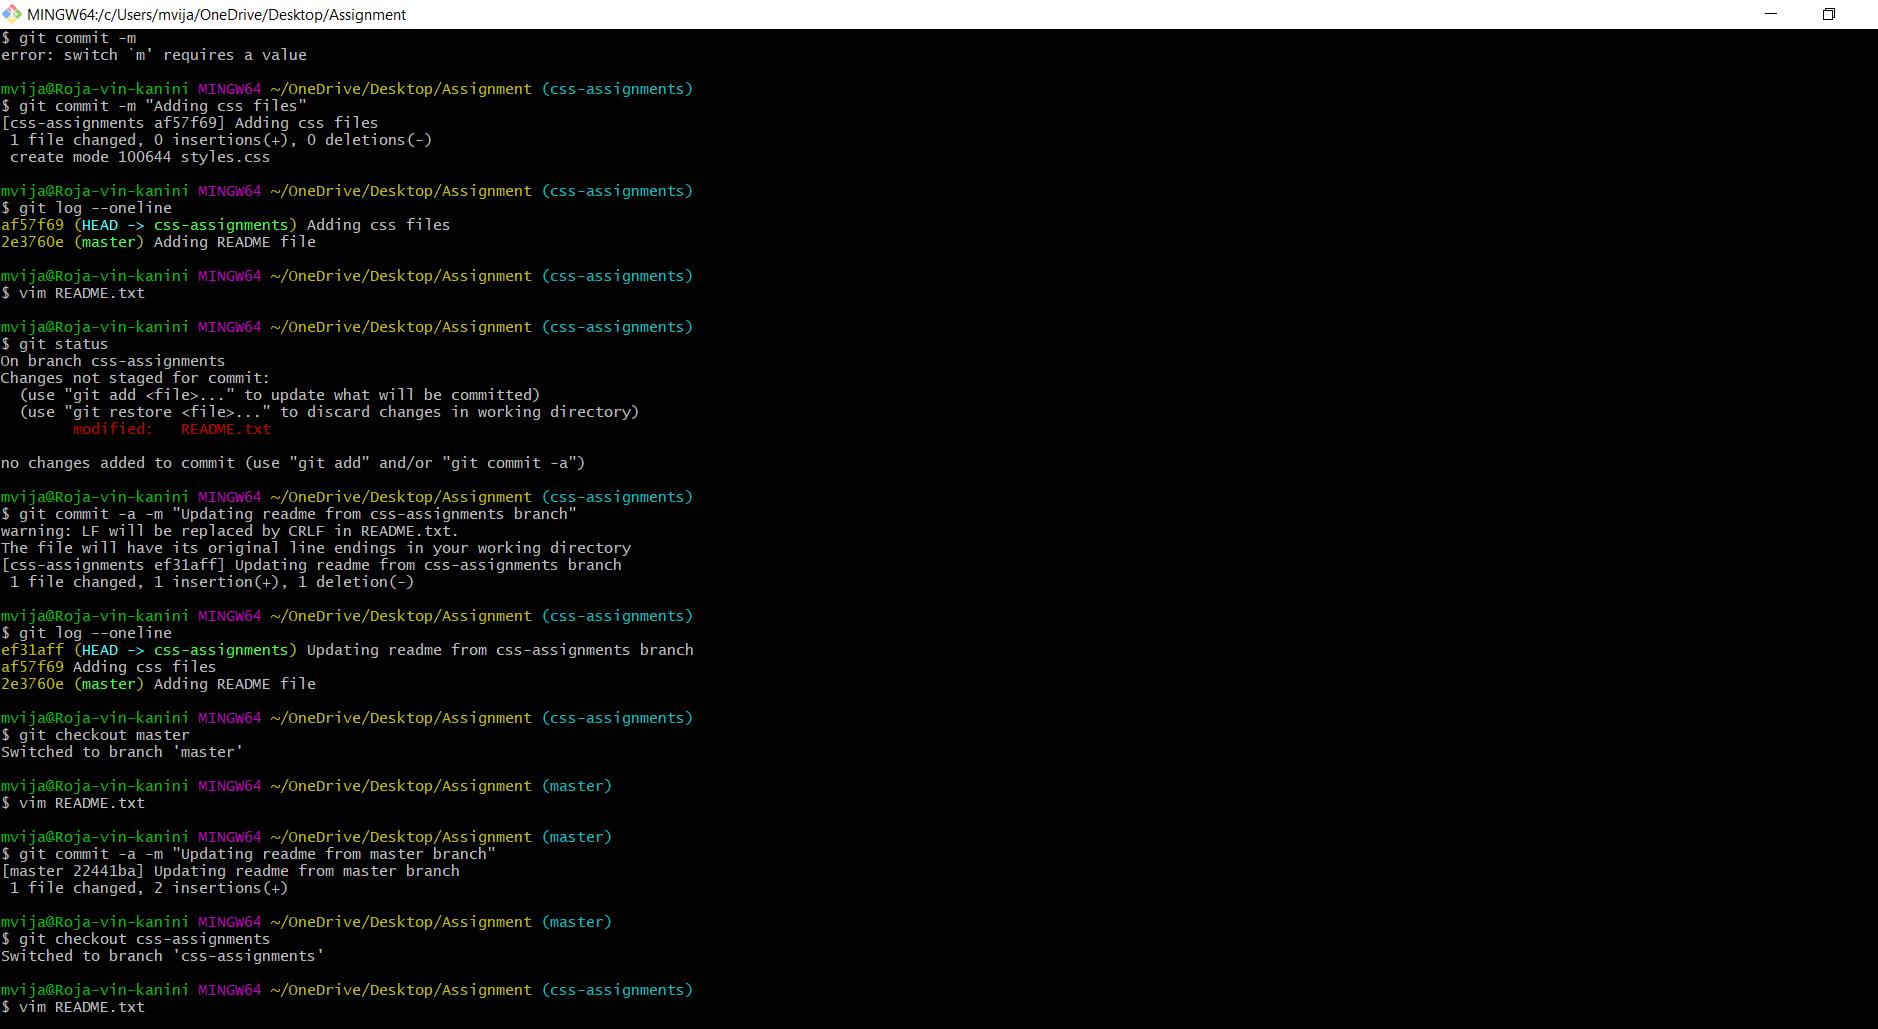 MINGW64:/c/Users/mvija/OneDrive/Desktop/Assignment
$ git commit -m
error: switch `m' requires a value
mvija@Roja-vin-kanini MINGW64 ~/OneDrive/Desktop/Assignment (css-assignments)
$ git commit -m "Adding css files"
[css-assignments af57f69] Adding css files
1 file changed, 0 insertions(+), 0 deletions(-)
create mode 100644 styles.css
mvija@Roja-vin-kanini MINGW64 ~/OneDrive/Desktop/Assignment (css-assignments)
$ git log --oneline
af57f69 (HEAD -> css-assignments) Adding css files
2e3760e (master) Adding README file
mvija@Roja-vin-kanini MINGW64 ~/OneDrive/Desktop/Assignment (css-assignments)
$ vim README.txt
mvija@Roja-vin-kanini MINGW64 ~/OneDrive/Desktop/Assignment (css-assignments)
$ git status
On branch css-assignments
Changes not staged for commit:
(use "git add <file>..." to update what will be committed)
(use "git restore <file>..." to discard changes in working directory)
modified:   README.txt
no changes added to commit (use "git add" and/or "git commit -a")
mvija@Roja-vin-kanini MINGW64 ~/OneDrive/Desktop/Assignment (css-assignments)
$ git commit -a -m "Updating readme from css-assignments branch"
warning: LF will be replaced by CRLF in README.txt.
The file will have its original line endings in your working directory
[css-assignments ef31aff] Updating readme from css-assignments branch
1 file changed, 1 insertion(+), 1 deletion(-)
mvija@Roja-vin-kanini MINGW64 ~/OneDrive/Desktop/Assignment (css-assignments)
$ git log --oneline
ef31aff (HEAD -> css-assignments) Updating readme from css-assignments branch
af57f69 Adding css files
2e3760e (master) Adding README file
mvija@Roja-vin-kanini MINGW64 ~/OneDrive/Desktop/Assignment (css-assignments)
$ git checkout master
Switched to branch 'master'
mvija@Roja-vin-kanini MINGW64 ~/OneDrive/Desktop/Assignment (master)
$ vim README.txt
mvija@Roja-vin-kanini MINGW64 ~/OneDrive/Desktop/Assignment (master)
$ git commit -a -m "Updating readme from master branch"
[master 22441ba] Updating readme from master branch
1 file changed, 2 insertions(+)
mvija@Roja-vin-kanini MINGW64 ~/OneDrive/Desktop/Assignment (master)
$ git checkout css-assignments
Switched to branch 'css-assignments'
mvija@Roja-vin-kanini MINGW64 ~/OneDrive/Desktop/Assignment (css-assignments)
$ vim README.txt